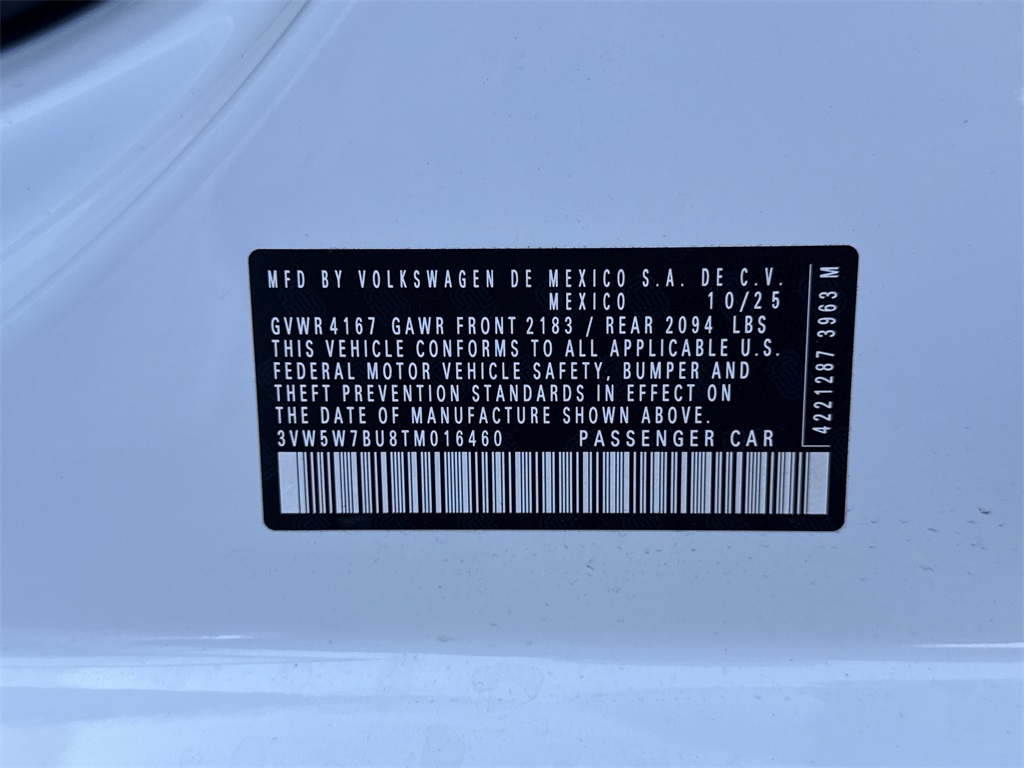 MFD BY VOLKSWAGEN DE MEXICO S.A. DE C.V.
MEXICO 10/25
GVWR 4167 GAWR FRONT 2183 / REAR 2094 LBS
THIS VEHICLE CONFORMS TO ALL APPLICABLE U.S.
FEDERAL MOTOR VEHICLE SAFETY, BUMPER AND
THEFT PREVENTION STANDARDS IN EFFECT ON
THE DATE OF MANUFACTURE SHOWN ABOVE.
3VW5W7BU8TM016460 PASSENGER CAR
4221287 3963 M